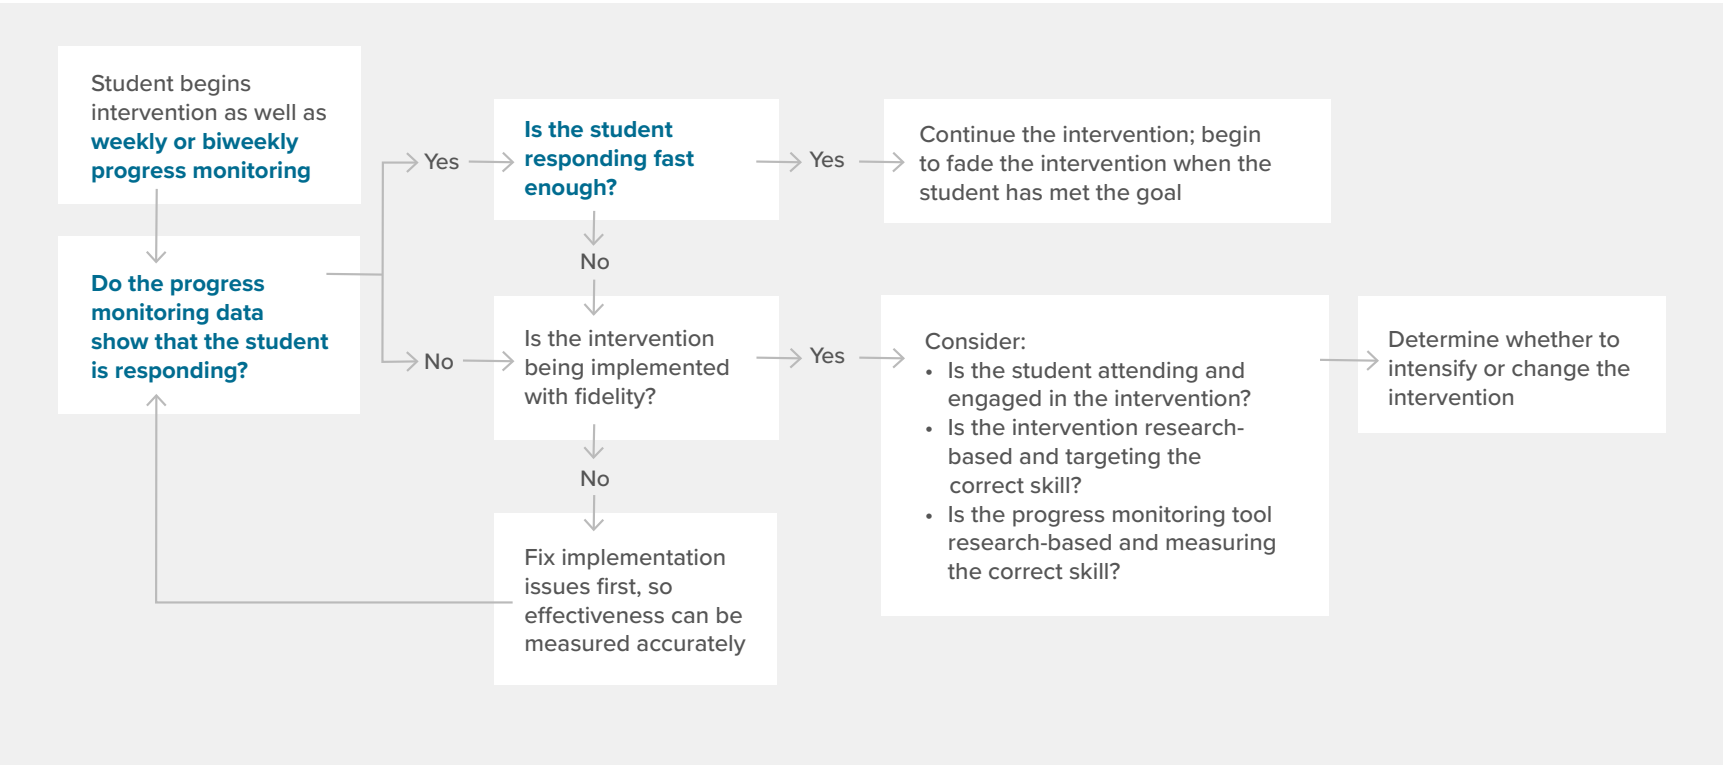 Student begins
intervention as well as
weekly or biweekly
progress monitoring
Do the progress
monitoring data
show that the student
is responding?
Yes
No
Is the student
responding fast
enough?
Yes
Continue the intervention; begin
to fade the intervention when the
student has met the goal
No
Is the intervention
being implemented
with fidelity?
Yes
Consider:
• Is the student attending and
engaged in the intervention?
• Is the intervention research-
based and targeting the
correct skill?
• Is the progress monitoring tool
research-based and measuring
the correct skill?
Determine whether to
intensify or change the
intervention
No
Fix implementation
issues first, so
effectiveness can be
measured accurately